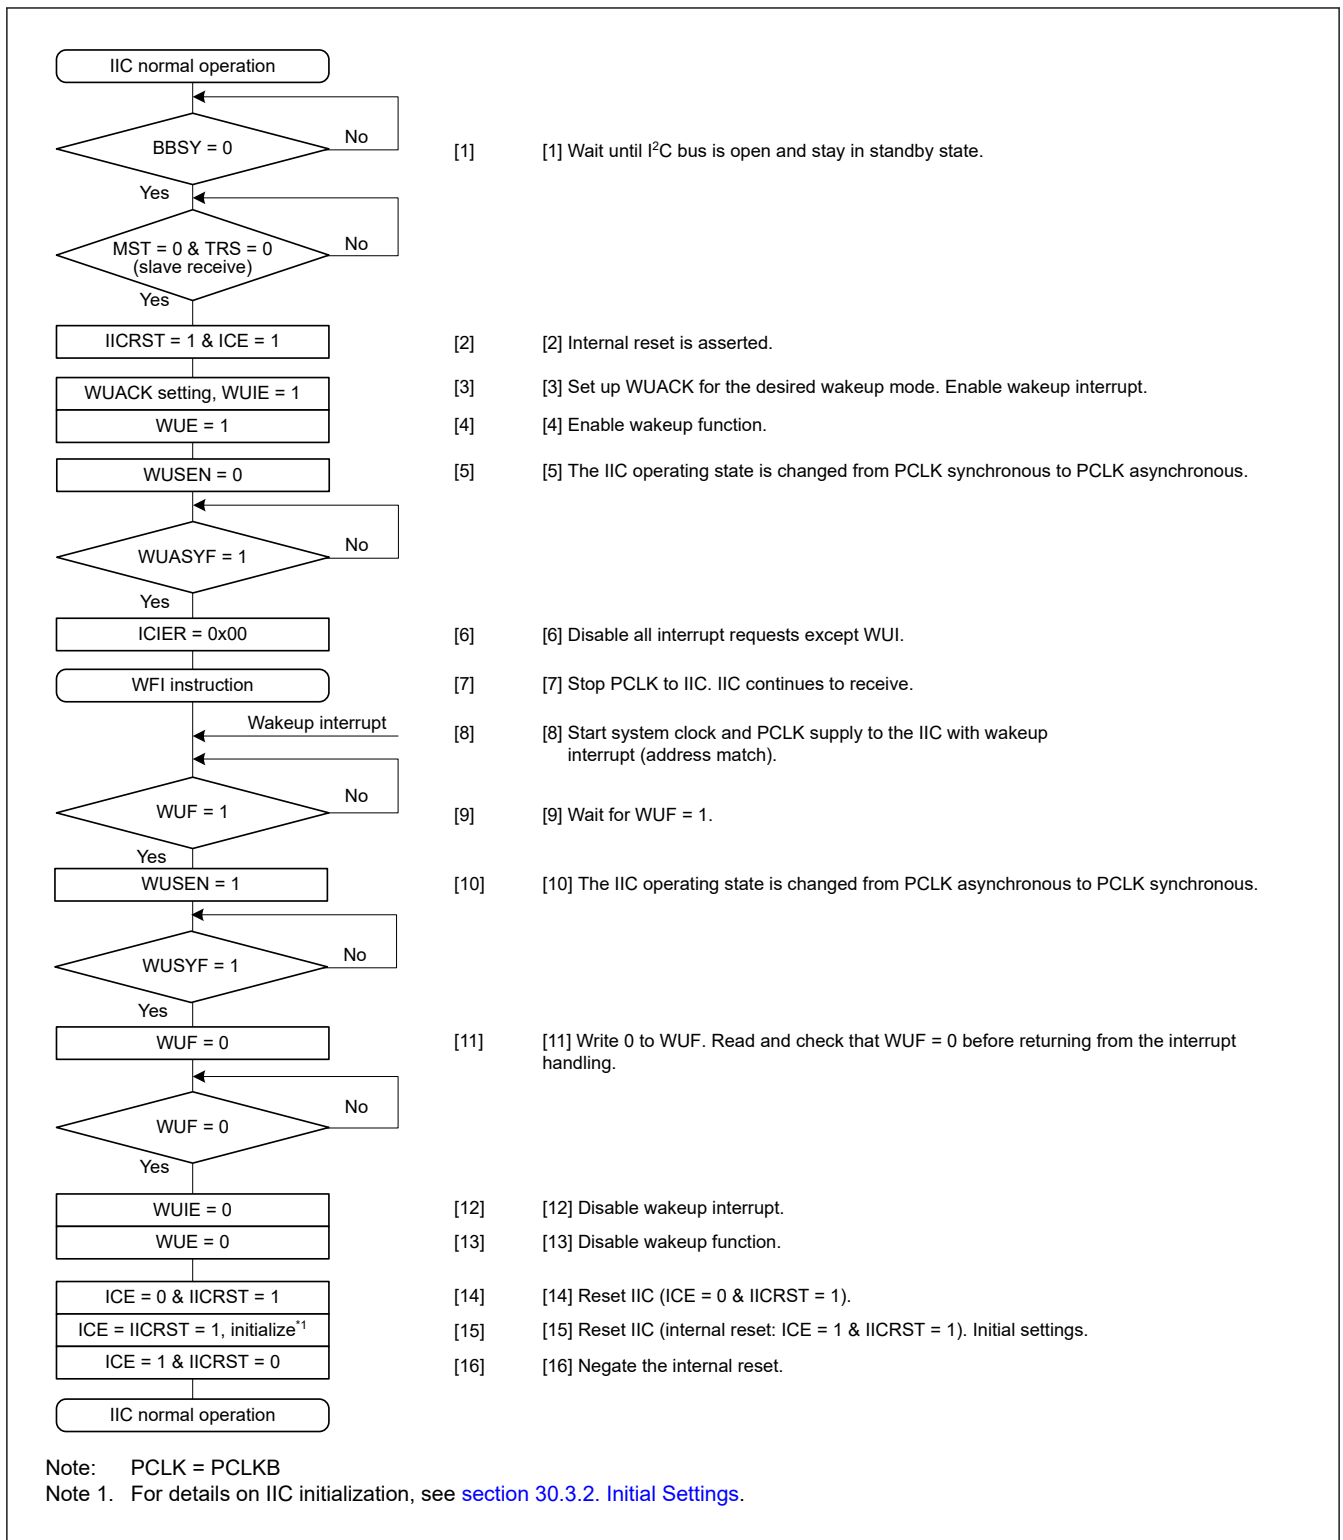 IIC normal operation
BBSY = 0
No
[1] [1] Wait until I²C bus is open and stay in standby state.
Yes
MST = 0 & TRS = 0
(slave receive)
No
Yes
IICRST = 1 & ICE = 1
[2] [2] Internal reset is asserted.
WUACK setting, WUIE = 1
[3] [3] Set up WUACK for the desired wakeup mode. Enable wakeup interrupt.
WUE = 1
[4] [4] Enable wakeup function.
WUSEN = 0
[5] [5] The IIC operating state is changed from PCLK synchronous to PCLK asynchronous.
WUASYF = 1
No
Yes
ICIER = 0x00
[6] [6] Disable all interrupt requests except WUI.
WFI instruction
[7] [7] Stop PCLK to IIC. IIC continues to receive.
Wakeup interrupt
[8] [8] Start system clock and PCLK supply to the IIC with wakeup
interrupt (address match).
WUF = 1
No
[9] [9] Wait for WUF = 1.
Yes
WUSEN = 1
[10] [10] The IIC operating state is changed from PCLK asynchronous to PCLK synchronous.
WUSYF = 1
No
Yes
WUF = 0
[11] [11] Write 0 to WUF. Read and check that WUF = 0 before returning from the interrupt
handling.
WUF = 0
No
Yes
WUIE = 0
[12] [12] Disable wakeup interrupt.
WUE = 0
[13] [13] Disable wakeup function.
ICE = 0 & IICRST = 1
[14] [14] Reset IIC (ICE = 0 & IICRST = 1).
ICE = IICRST = 1, initialize*1
[15] [15] Reset IIC (internal reset: ICE = 1 & IICRST = 1). Initial settings.
ICE = 1 & IICRST = 0
[16] [16] Negate the internal reset.
IIC normal operation
Note: PCLK = PCLKB
Note 1. For details on IIC initialization, see section 30.3.2. Initial Settings.